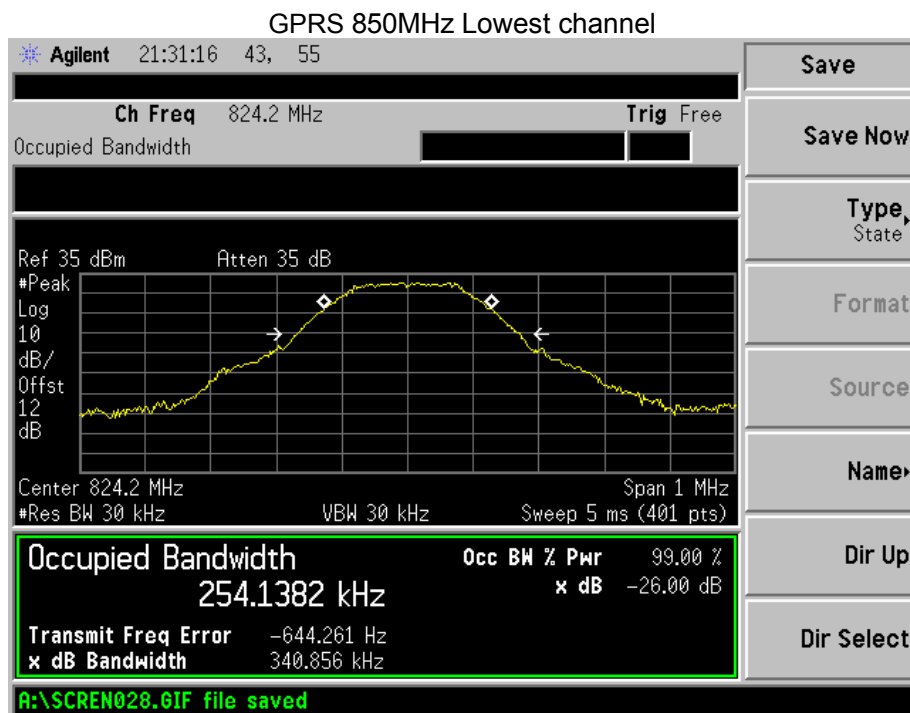 GPRS 850MHz Lowest channel
Agilent 21:31:16 43, 55
Save
Ch Freq 824.2 MHz Trig Free
Occupied Bandwidth
Save Now
Type
State
Ref 35 dBm Atten 35 dB
#Peak
Log
10
dB/
Offst
12
dB
Format
Source
Center 824.2 MHz Span 1 MHz
#Res BW 30 kHz VBW 30 kHz Sweep 5 ms (401 pts)
Name
Occupied Bandwidth
254.1382 kHz
Occ BW % Pwr 99.00 %
x dB -26.00 dB
Transmit Freq Error -644.261 Hz
x dB Bandwidth 340.856 kHz
Dir Up
Dir Select
A:\SCREN028.GIF file saved